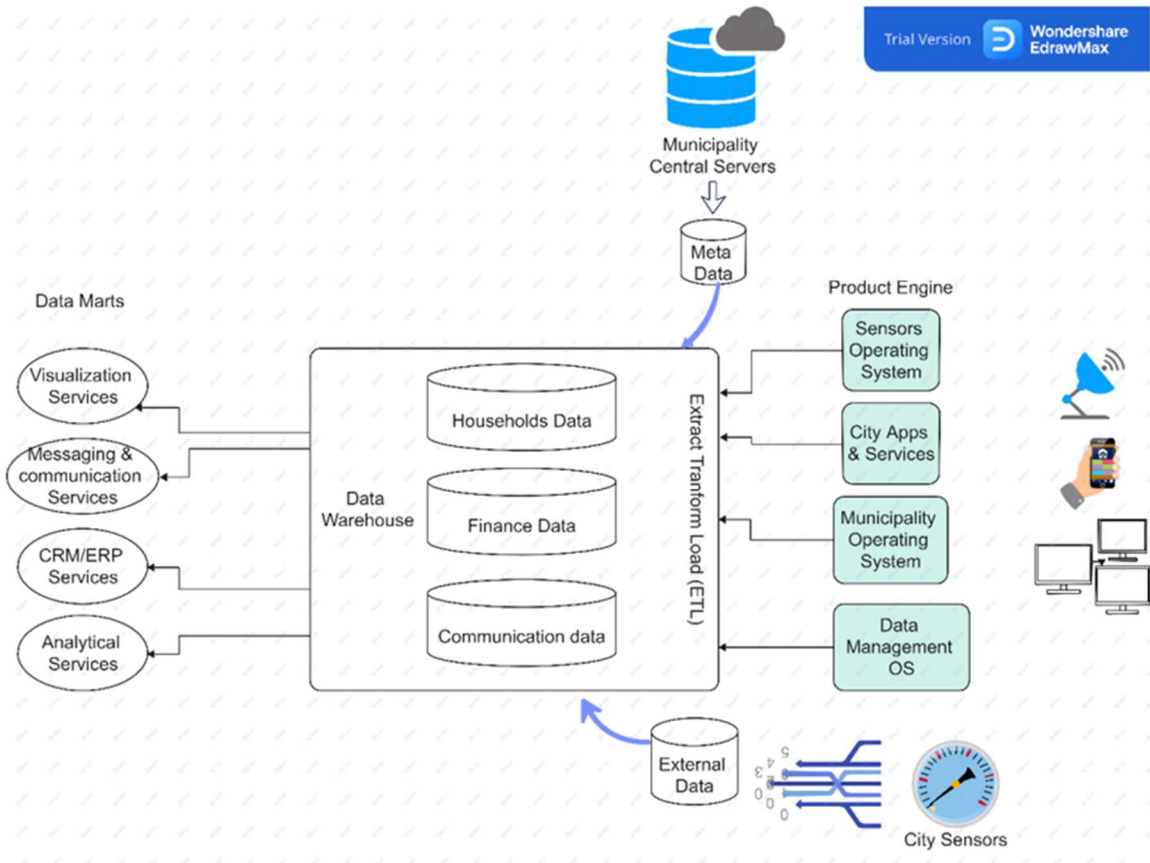 Trial Version
Wondershare
EdrawMax
Municipality
Central Servers
Meta
Data
Data Marts
Product Engine
Visualization
Services
Messaging &
communication
Services
CRM/ERP
Services
Analytical
Services
Data
Warehouse
Households Data
Finance Data
Communication data
Extract Tranform Load (ETL)
Sensors
Operating
System
City Apps
& Services
Municipality
Operating
System
Data
Management
OS
External
Data
City Sensors